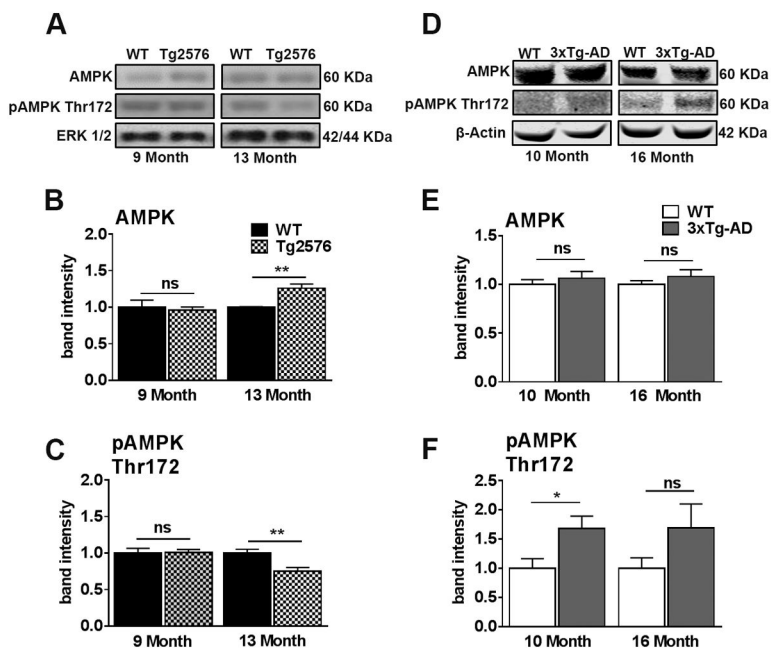 A
WT Tg2576 WT Tg2576
AMPK 60 KDa
pAMPK Thr172 60 KDa
ERK 1/2 42/44 KDa
9 Month 13 Month
D
WT 3xTg-AD WT 3xTg-AD
AMPK 60 KDa
pAMPK Thr172 60 KDa
β-Actin 42 KDa
10 Month 16 Month
B
AMPK
WT
Tg2576
band intensity
2.0
1.5
1.0
0.5
0.0
ns
**
9 Month 13 Month
E
AMPK
WT
3xTg-AD
band intensity
1.5
1.0
0.5
0.0
ns
ns
10 Month 16 Month
C
pAMPK
Thr172
band intensity
2.0
1.5
1.0
0.5
0.0
ns
**
9 Month 13 Month
F
pAMPK
Thr172
band intensity
2.5
2.0
1.5
1.0
0.5
0.0
*
ns
10 Month 16 Month